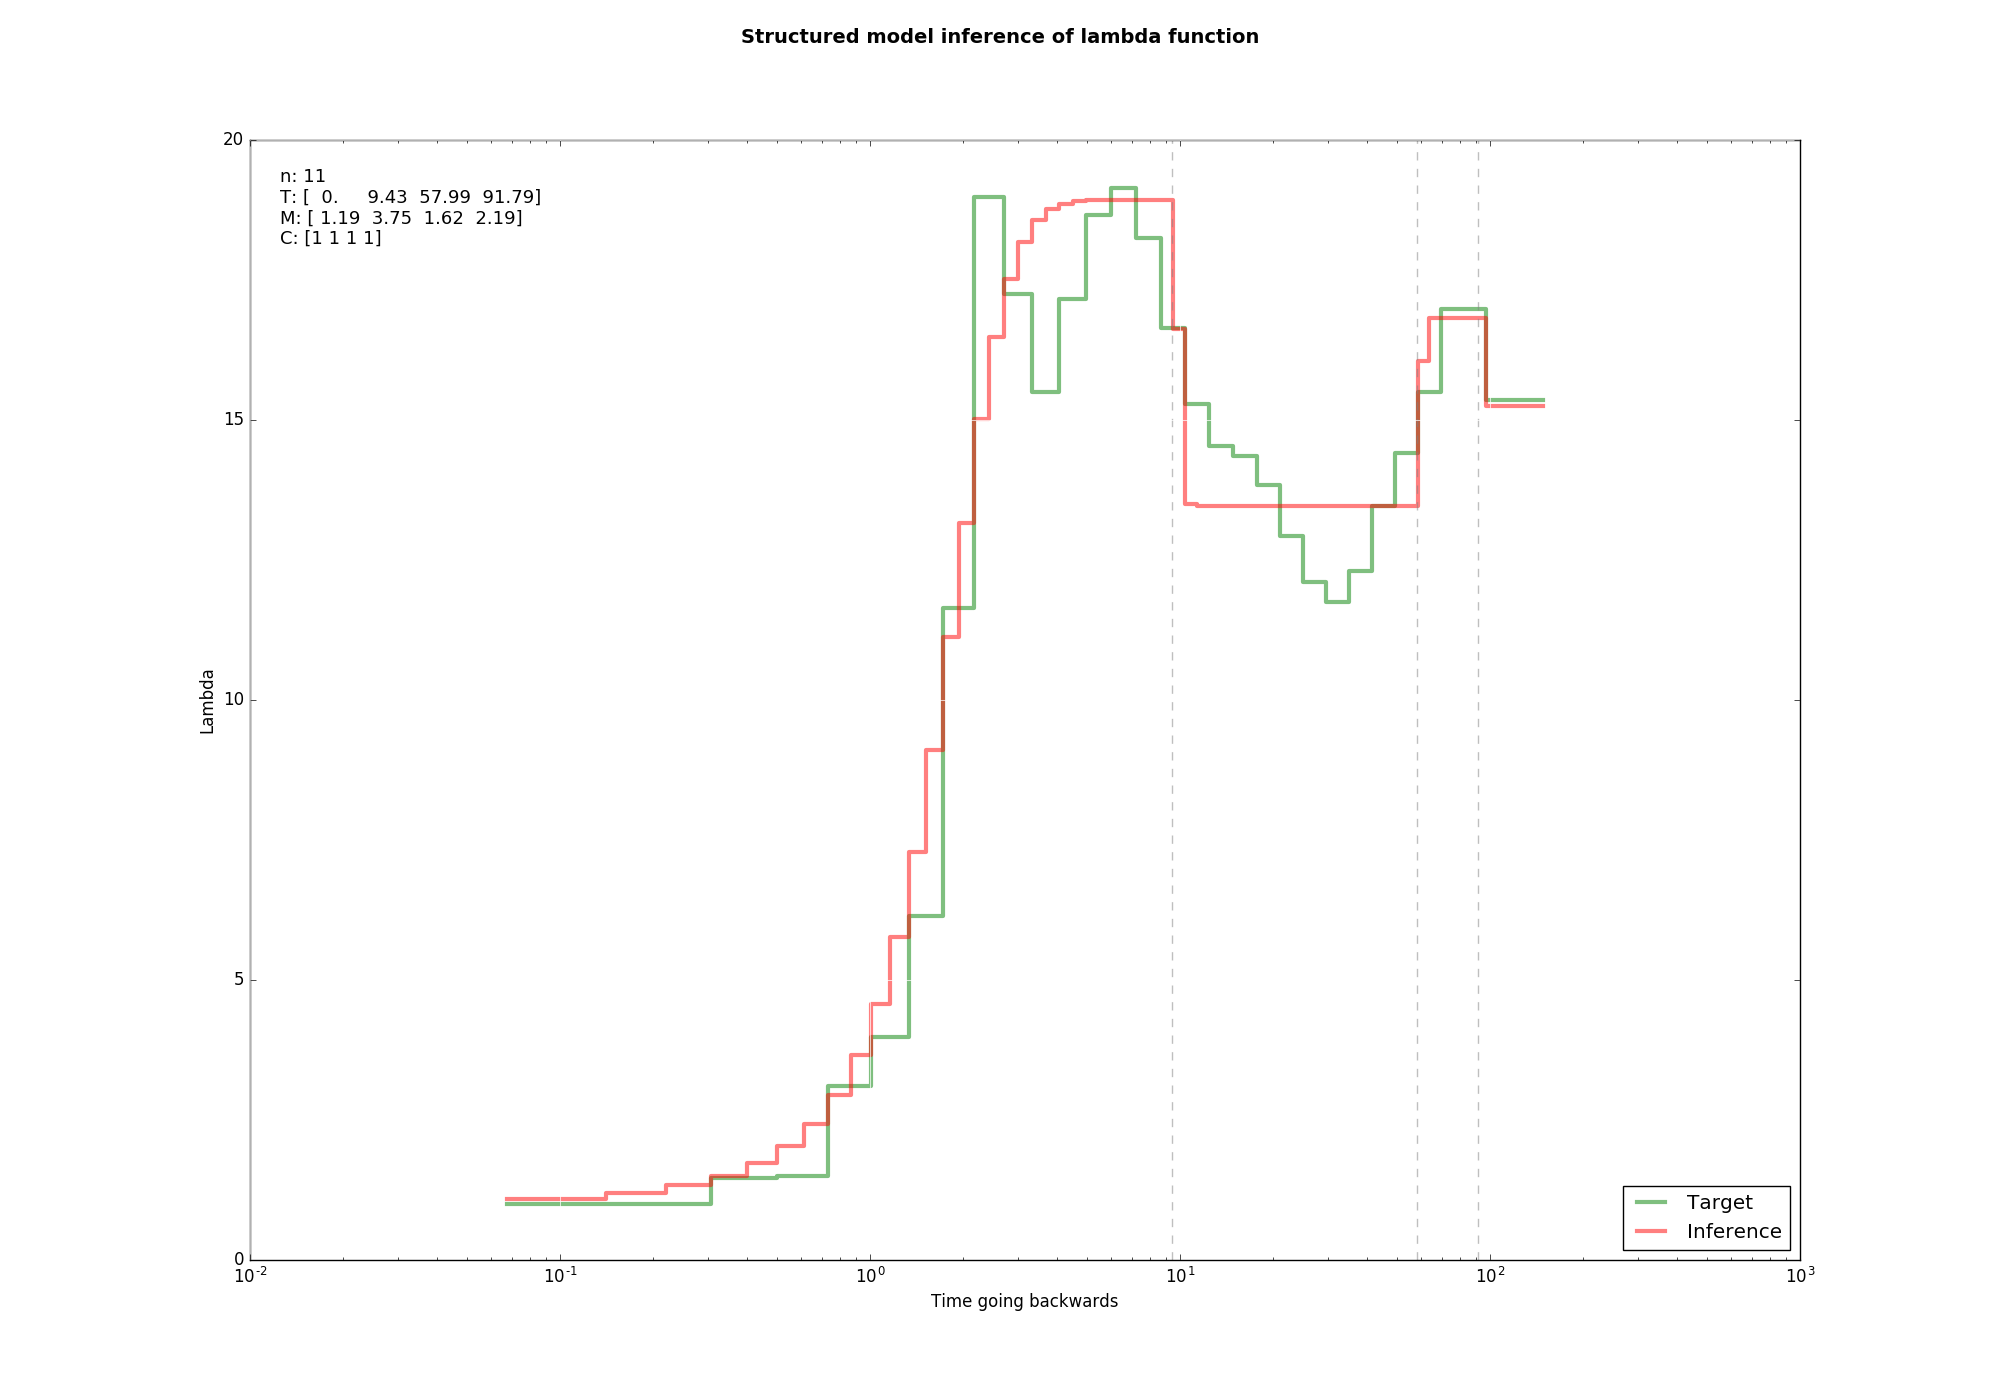 Structured model inference of lambda function
n: 11
T: [  0.     9.43  57.99  91.79]
M: [ 1.19  3.75  1.62  2.19]
C: [1 1 1 1]
20
15
10
5
0
Lambda
10^-2 10^-1 10^0 10^1 10^2 10^3
Time going backwards
Target
Inference